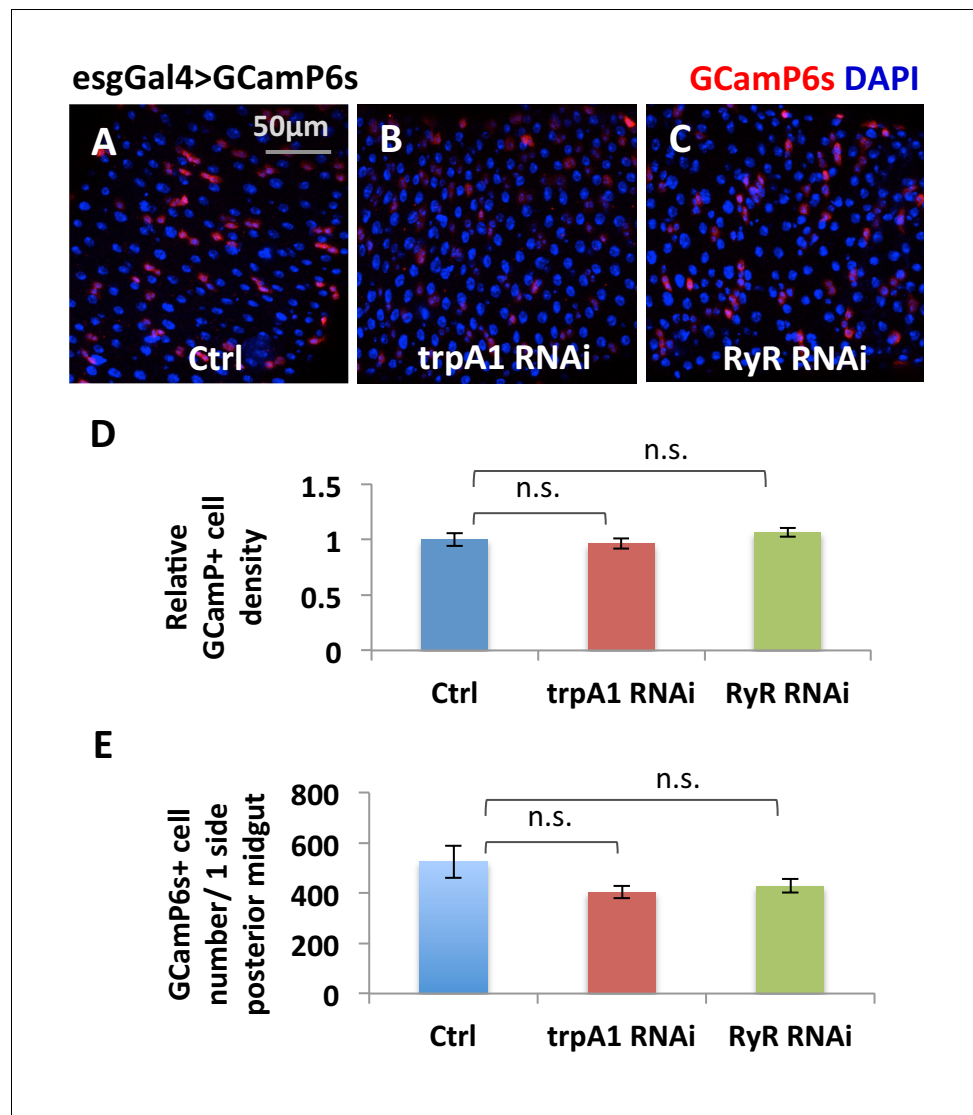 esgGal4>GCamP6s
GCamP6s DAPI
A
50µm
B
C
Ctrl
trpA1 RNAi
RyR RNAi
D
n.s.
n.s.
Relative
GCamP+ cell
density
1.5
1
0.5
0
Ctrl
trpA1 RNAi
RyR RNAi
E
n.s.
n.s.
GCamP6s+ cell
number/ 1 side
posterior midgut
800
600
400
200
0
Ctrl
trpA1 RNAi
RyR RNAi